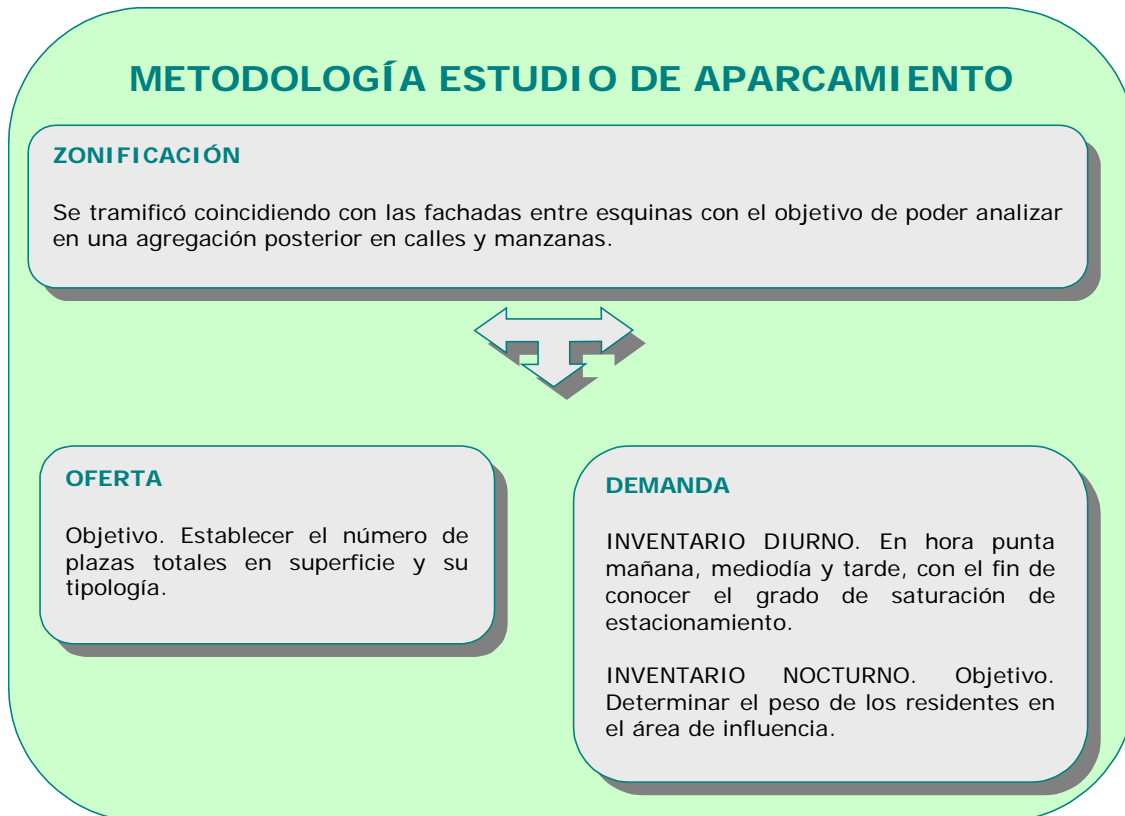 METODOLOGÍA ESTUDIO DE APARCAMIENTO
ZONIFICACIÓN
Se tramificó coincidiendo con las fachadas entre esquinas con el objetivo de poder analizar
en una agregación posterior en calles y manzanas.
OFERTA
Objetivo. Establecer el número de
plazas totales en superficie y su
tipología.
DEMANDA
INVENTARIO DIURNO. En hora punta
mañana, mediodía y tarde, con el fin de
conocer el grado de saturación de
estacionamiento.
INVENTARIO NOCTURNO. Objetivo.
Determinar el peso de los residentes en
el área de influencia.